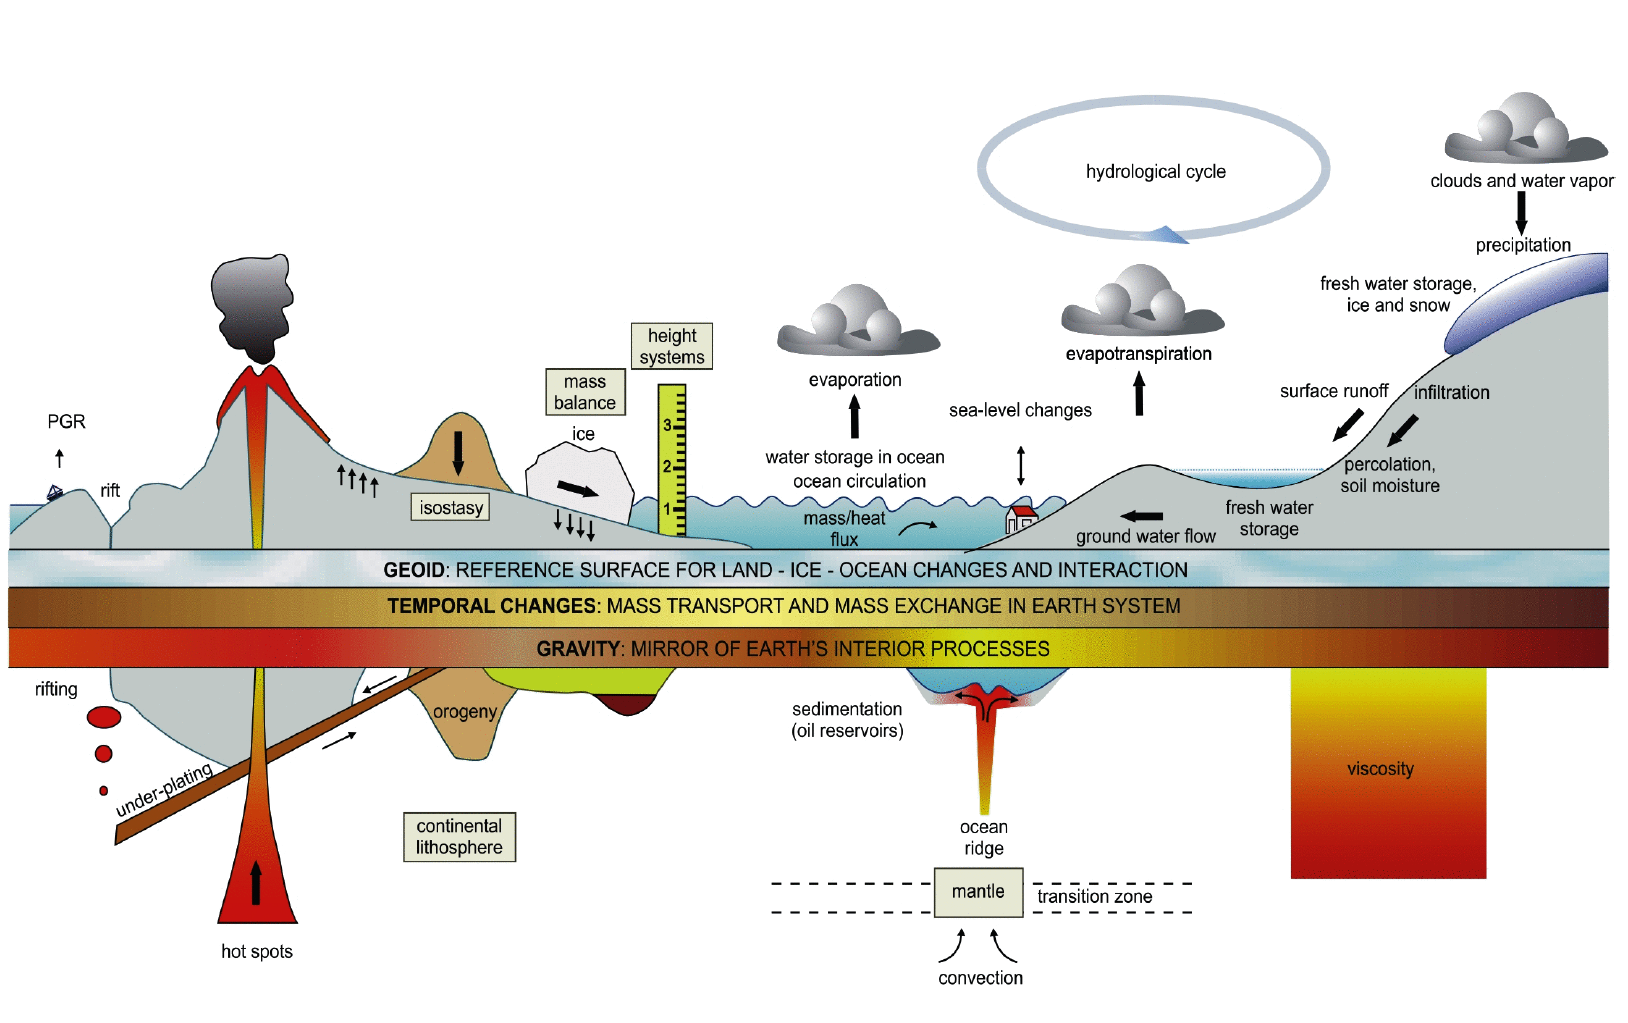 hydrological cycle
clouds and water vapor
precipitation
fresh water storage,
ice and snow
height
systems
evapotranspiration
mass
balance
evaporation
surface runoff
infiltration
sea-level changes
PGR
ice
3
water storage in ocean
ocean circulation
2
percolation,
soil moisture
rift
isostasy
1
mass/heat
flux
fresh water
storage
ground water flow
GEOID: REFERENCE SURFACE FOR LAND - ICE - OCEAN CHANGES AND INTERACTION
TEMPORAL CHANGES: MASS TRANSPORT AND MASS EXCHANGE IN EARTH SYSTEM
GRAVITY: MIRROR OF EARTH'S INTERIOR PROCESSES
rifting
orogeny
sedimentation
(oil reservoirs)
under-plating
viscosity
continental
lithosphere
ocean
ridge
mantle
transition zone
hot spots
convection